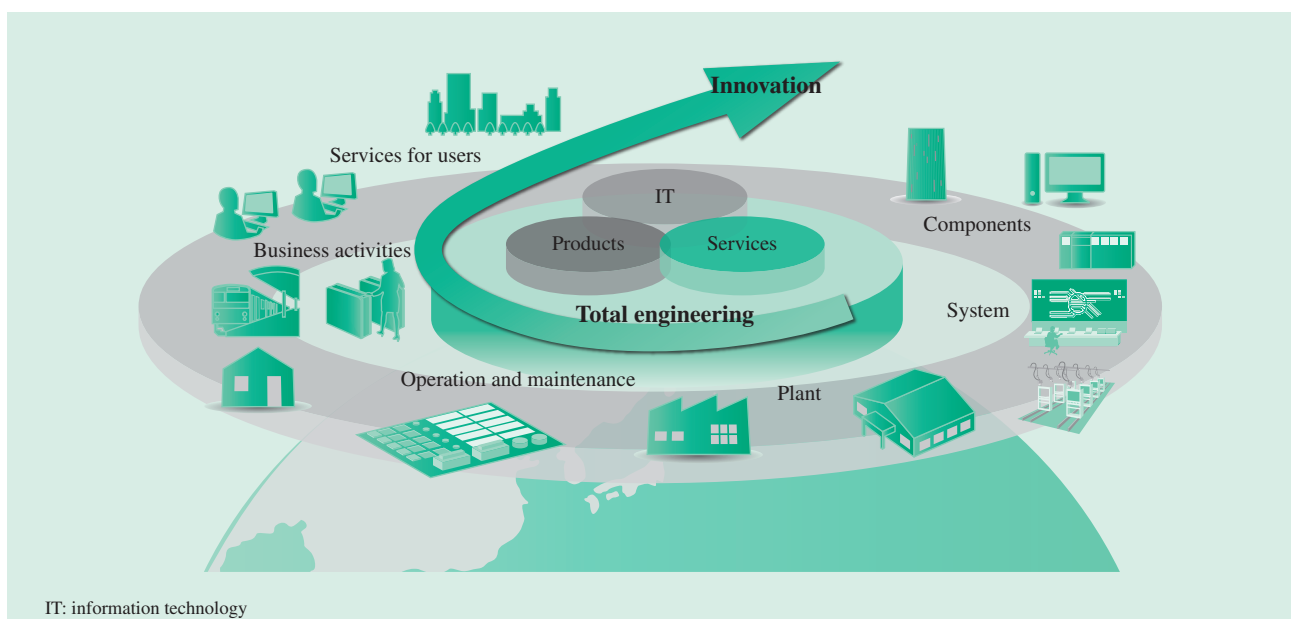 Innovation
Services for users
IT
Components
Products
Services
Business activities
System
Total engineering
Operation and maintenance
Plant
IT: information technology